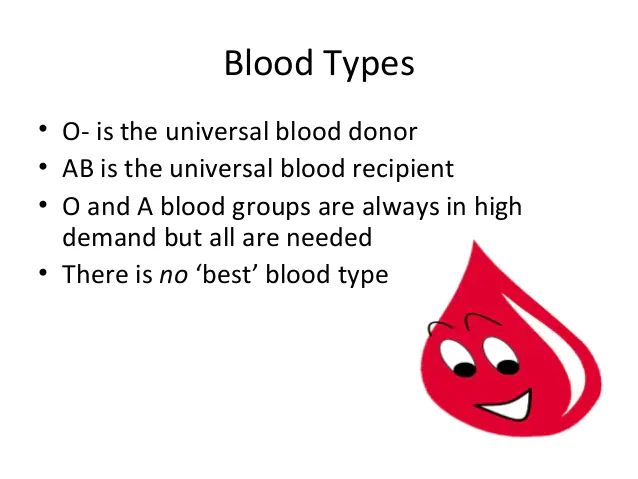 Blood Types
• O- is the universal blood donor
• AB is the universal blood recipient
• O and A blood groups are always in high
demand but all are needed
• There is no ‘best’ blood type